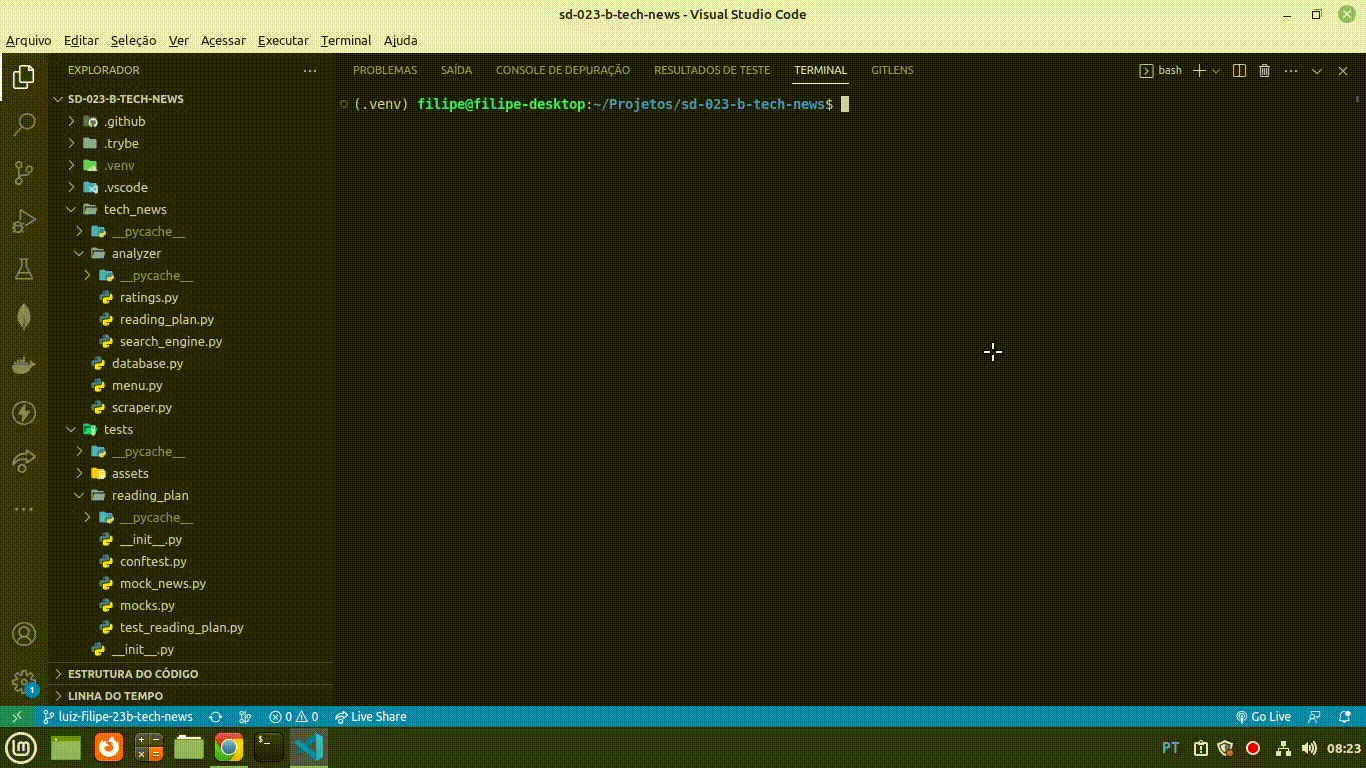 sd-023-b-tech-news - Visual Studio Code
Arquivo Editar Seleção Ver Acessar Executar Terminal Ajuda
EXPLORADOR
PROBLEMAS SAÍDA CONSOLE DE DEPURAÇÃO RESULTADOS DE TESTE TERMINAL GITLENS
bash
SD-023-B-TECH-NEWS
(.venv) filipe@filipe-desktop:~/Projetos/sd-023-b-tech-news$
.github
.trybe
.venv
.vscode
tech_news
__pycache__
analyzer
__pycache__
ratings.py
reading_plan.py
search_engine.py
database.py
menu.py
scraper.py
tests
__pycache__
assets
reading_plan
__pycache__
__init__.py
conftest.py
mock_news.py
mocks.py
test_reading_plan.py
__init__.py
ESTRUTURA DO CÓDIGO
LINHA DO TEMPO
1
luiz-filipe-23b-tech-news 0 0 Live Share Go Live
PT 08:23